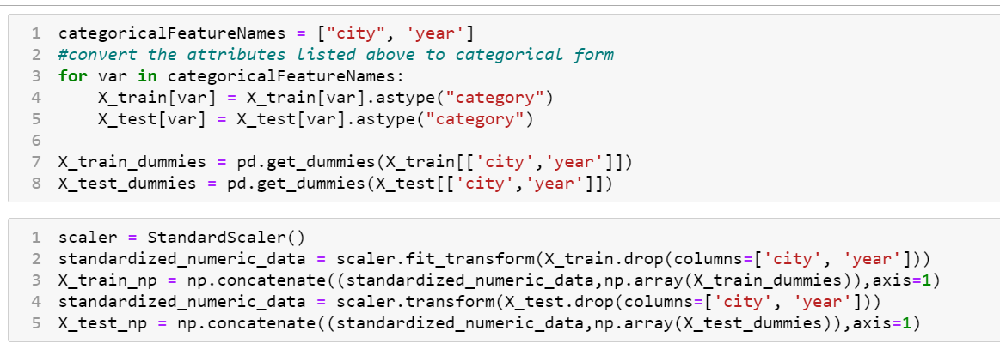 1 categoricalFeatureNames = ["city", 'year']
2 #convert the attributes listed above to categorical form
3 for var in categoricalFeatureNames:
4     X_train[var] = X_train[var].astype("category")
5     X_test[var] = X_test[var].astype("category")
6
7 X_train_dummies = pd.get_dummies(X_train[['city','year']])
8 X_test_dummies = pd.get_dummies(X_test[['city','year']])
1 scaler = StandardScaler()
2 standardized_numeric_data = scaler.fit_transform(X_train.drop(columns=['city', 'year']))
3 X_train_np = np.concatenate((standardized_numeric_data,np.array(X_train_dummies)),axis=1)
4 standardized_numeric_data = scaler.transform(X_test.drop(columns=['city', 'year']))
5 X_test_np = np.concatenate((standardized_numeric_data,np.array(X_test_dummies)),axis=1)